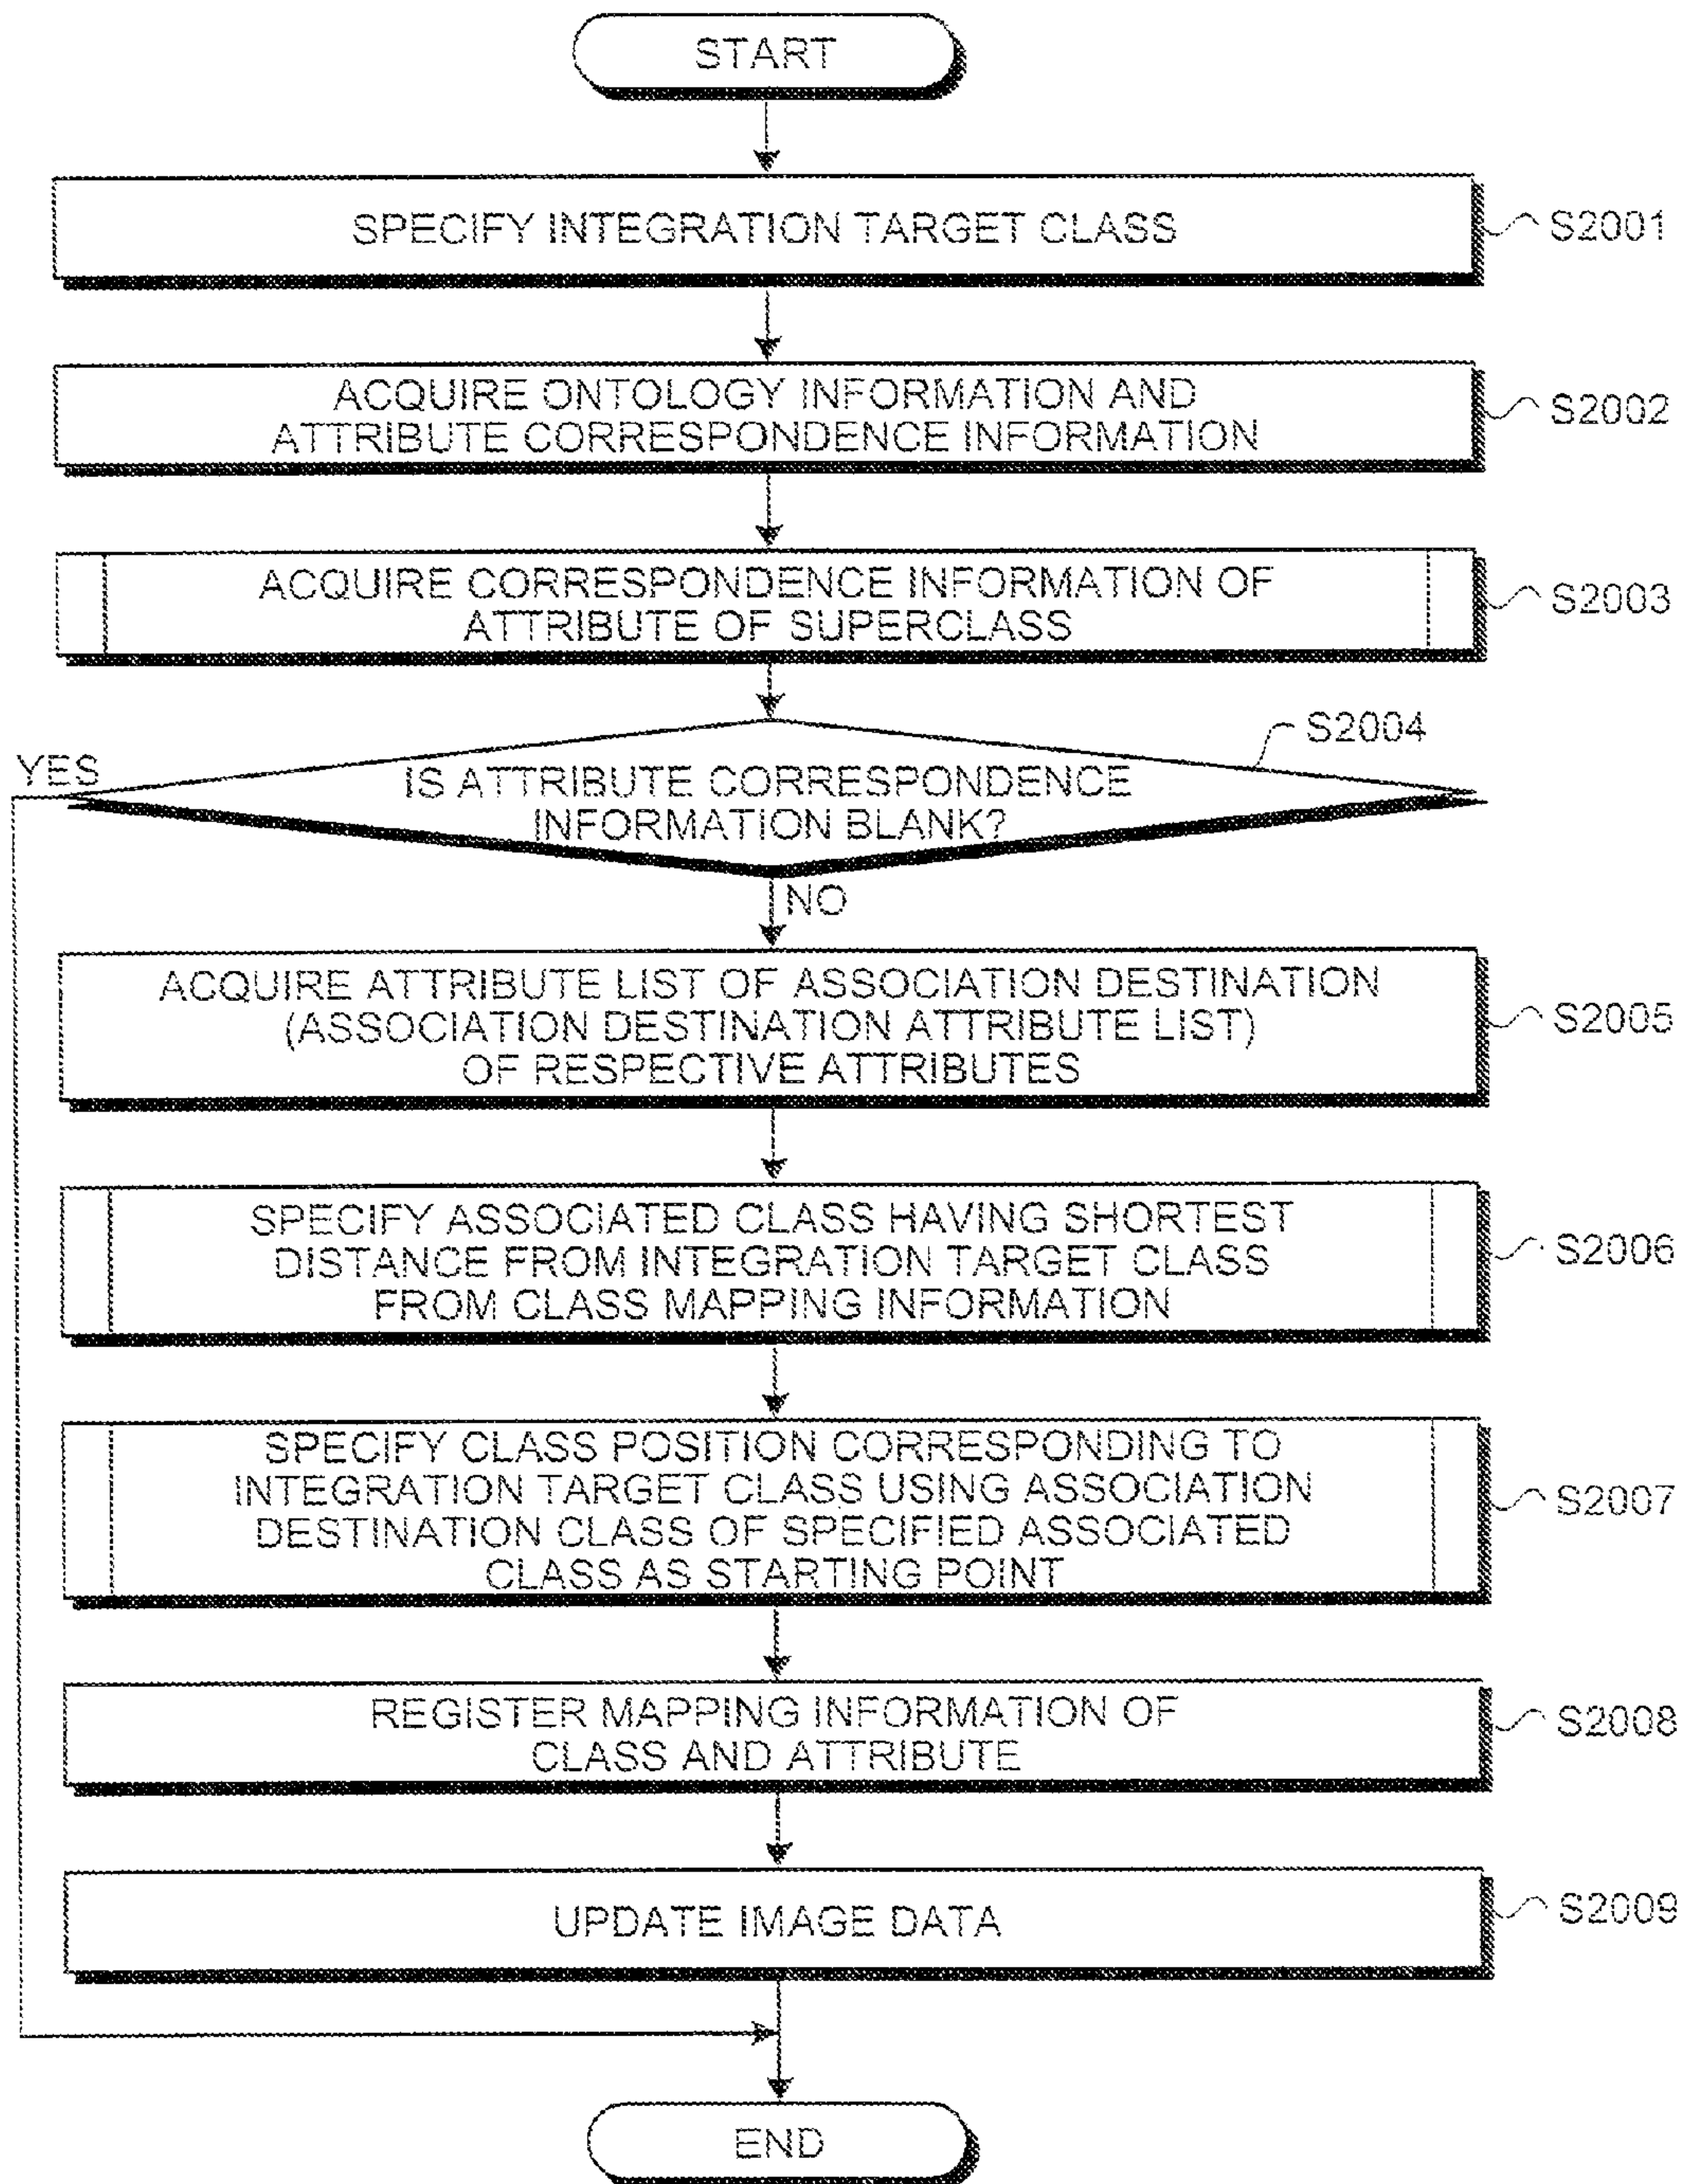 START
SPECIFY INTEGRATION TARGET CLASS
S2001
ACQUIRE ONTOLOGY INFORMATION AND
ATTRIBUTE CORRESPONDENCE INFORMATION
S2002
ACQUIRE CORRESPONDENCE INFORMATION OF
ATTRIBUTE OF SUPERCLASS
S2003
S2004
YES
IS ATTRIBUTE CORRESPONDENCE
INFORMATION BLANK?
NO
ACQUIRE ATTRIBUTE LIST OF ASSOCIATION DESTINATION
(ASSOCIATION DESTINATION ATTRIBUTE LIST)
OF RESPECTIVE ATTRIBUTES
S2005
SPECIFY ASSOCIATED CLASS HAVING SHORTEST
DISTANCE FROM INTEGRATION TARGET CLASS
FROM CLASS MAPPING INFORMATION
S2006
SPECIFY CLASS POSITION CORRESPONDING TO
INTEGRATION TARGET CLASS USING ASSOCIATION
DESTINATION CLASS OF SPECIFIED ASSOCIATED
CLASS AS STARTING POINT
S2007
REGISTER MAPPING INFORMATION OF
CLASS AND ATTRIBUTE
S2008
UPDATE IMAGE DATA
S2009
END